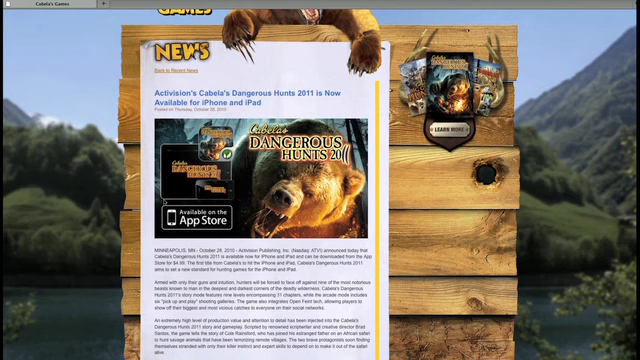 Cabela's Games
GAMES
NEWS
Back to Recent News
Activision's Cabela's Dangerous Hunts 2011 is Now
Available for iPhone and iPad
Posted on Thursday, October 28, 2010
Cabela's
DANGEROUS
HUNTS 2011
Available on the
App Store
LEARN MORE
MINNEAPOLIS, MN - October 28, 2010 - Activision Publishing, Inc. (Nasdaq: ATVI) announced today that
Cabela's Dangerous Hunts 2011 is available now for iPhone and iPad and can be downloaded from the App
Store for $4.99. The first title from Cabela's to hit the iPhone and iPad, Cabela's Dangerous Hunts 2011
aims to set a new standard for hunting games for the iPhone and iPad.
Armed with only their guns and intuition, hunters will be forced to face off against nine of the most notorious
beasts known to man in the deepest and darkest corners of the deadly wilderness. Cabela's Dangerous
Hunts 2011's story mode features nine levels encompassing 31 chapters, while the arcade mode includes
six "pick up and play" shooting galleries. The game also integrates Open Feint tech, allowing players to
show off their biggest and most vicious catches to everyone on their social networks.
An extremely high level of production value and attention to detail has been injected into the Cabela's
Dangerous Hunts 2011 story and gameplay. Scripted by renowned scriptwriter and creative director Brad
Santos, the game tells the story of Cole Rainsford, who has joined his estranged father on an African safari
to hunt savage animals that have been terrorizing remote villages. The two brave protagonists soon finding
themselves stranded with only their killer instinct and expert skills to depend on to make it out of the safari
alive.